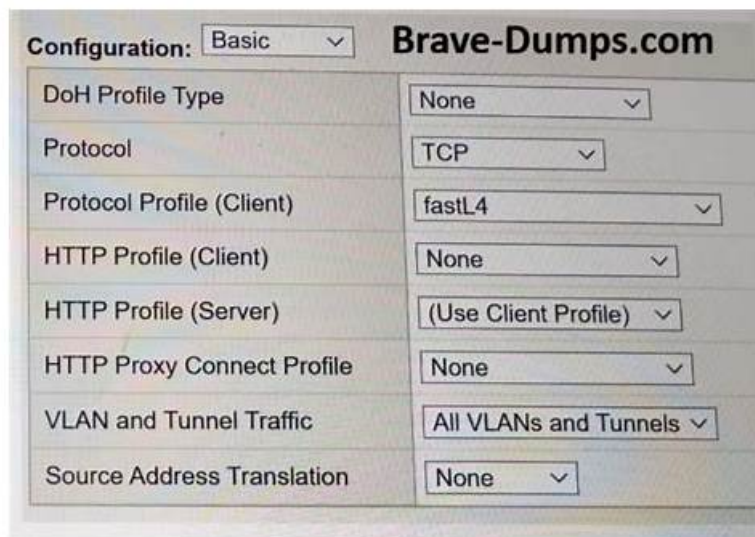 Configuration: Basic Brave-Dumps.com
DoH Profile Type None
Protocol TCP
Protocol Profile (Client) fastL4
HTTP Profile (Client) None
HTTP Profile (Server) (Use Client Profile)
HTTP Proxy Connect Profile None
VLAN and Tunnel Traffic All VLANs and Tunnels
Source Address Translation None